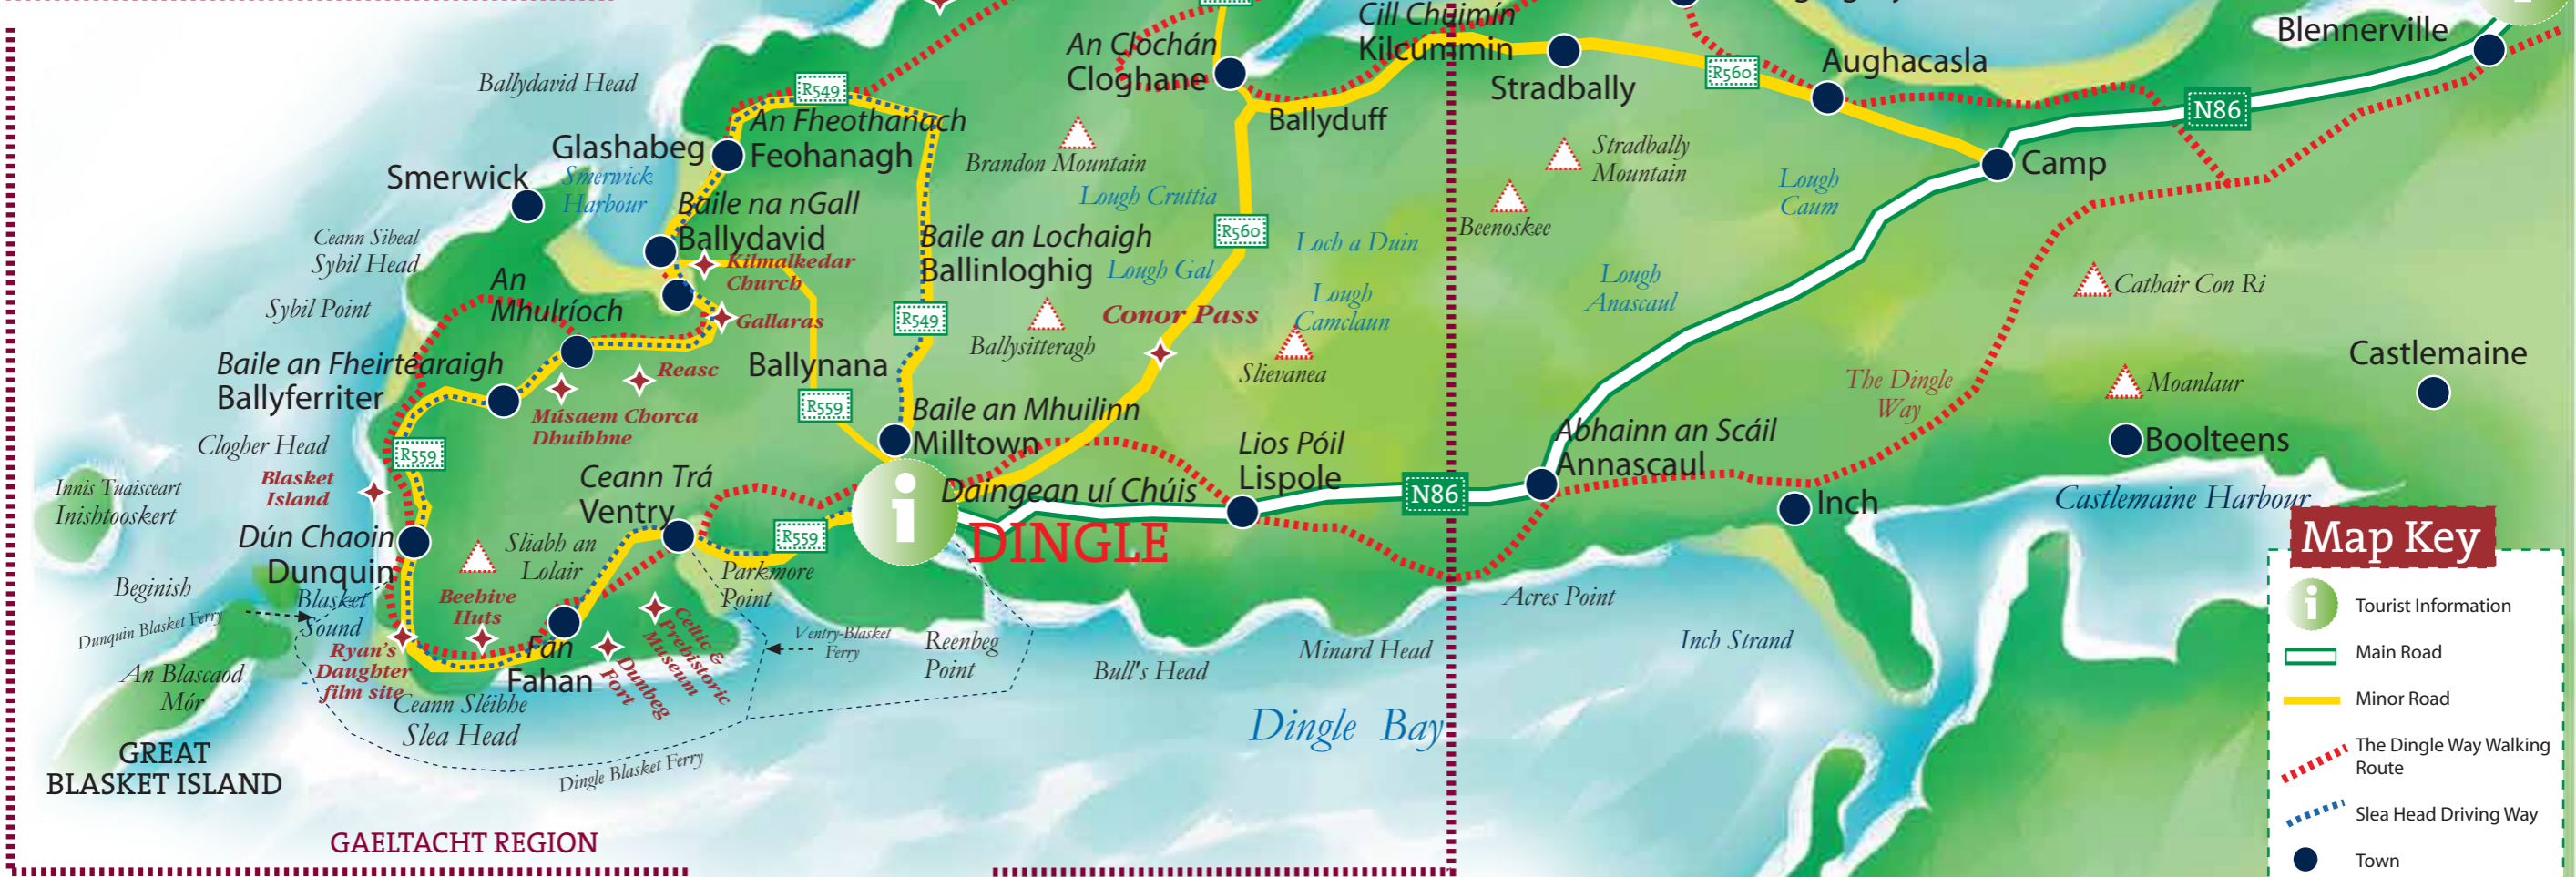 Cill Chuimín
Kilcummin
Blennerville
An Clochán
Cloghane
Stradbally
Aughacasla
R560
Ballydavid Head
R549
N86
An Fheothanach
Feohanagh
Glashabeg
Ballyduff
Brandon Mountain
Stradbally
Mountain
Camp
Smerwick
Smerwick
Harbour
Lough Cruttia
Lough
Caum
Beenoskee
Baile na nGall
Ballydavid
Ceann Sibeal
Sybil Head
Baile an Lochaigh
Ballinloghig
R560
Loch a Duin
Kilmalkedar
Church
Lough Gal
Lough
Anascaul
Cathair Con Ri
An
Mhulríoch
Sybil Point
Gallaras
R549
Conor Pass
Lough
Camclaun
Ballysitteragh
Slievanea
Castlemaine
Baile an Fheirtearaigh
Ballyferriter
Reasc
Ballynana
The Dingle
Way
Moanlaur
Músaem Chorca
Dhuibhne
R559
Baile an Mhuilinn
Milltown
Clogher Head
R559
Lios Póil
Lispole
Abhainn an Scáil
Annascaul
Boolteens
Blasket
Island
Innis Tuaisceart
Inishtooskert
Ceann Trá
Ventry
Daingean uí Chúis
DINGLE
N86
Inch
Castlemaine Harbour
R559
Dún Chaoin
Dunquin
Sliabh an
Lolair
Parkmore
Point
Beginish
Blasket
Sound
Dunquin Blasket Ferry
Beehive
Huts
Acres Point
Celtic &
Prehistoric
Museum
Ventry-Blasket
Ferry
Reenbeg
Point
Minard Head
Inch Strand
Bull's Head
An Blascaod
Mór
Ryan's
Daughter
film site
Fán
Fahan
Dunbeg
Fort
Ceann Sléibhe
Slea Head
Dingle Bay
GREAT
BLASKET ISLAND
Dingle Blasket Ferry
GAELTACHT REGION
Map Key
Tourist Information
Main Road
Minor Road
The Dingle Way Walking
Route
Slea Head Driving Way
Town